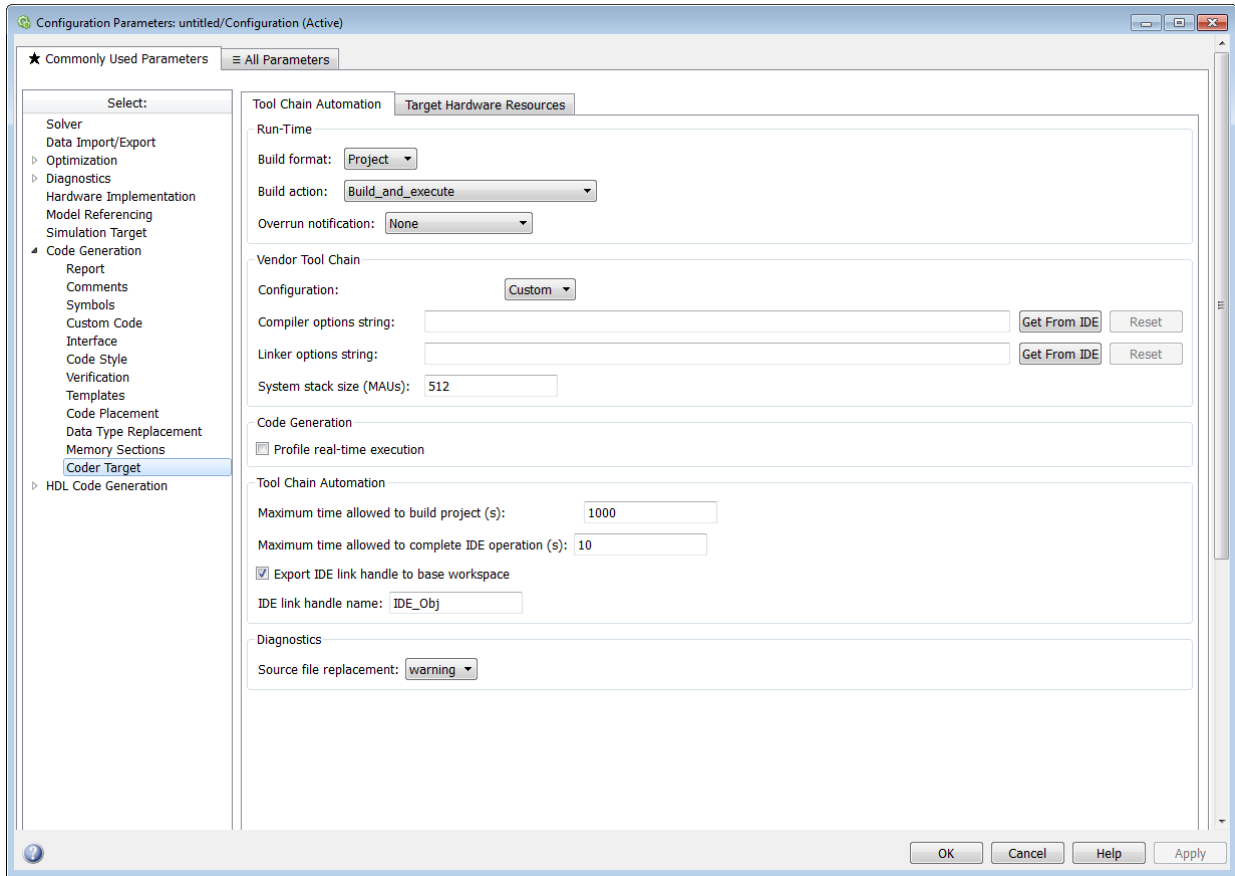 Configuration Parameters: untitled/Configuration (Active)
★ Commonly Used Parameters
≡ All Parameters
Select:
Solver
Data Import/Export
Optimization
Diagnostics
Hardware Implementation
Model Referencing
Simulation Target
Code Generation
Report
Comments
Symbols
Custom Code
Interface
Code Style
Verification
Templates
Code Placement
Data Type Replacement
Memory Sections
Coder Target
HDL Code Generation
Tool Chain Automation
Target Hardware Resources
Run-Time
Build format: Project
Build action: Build_and_execute
Overrun notification: None
Vendor Tool Chain
Configuration: Custom
Compiler options string: Get From IDE Reset
Linker options string: Get From IDE Reset
System stack size (MAUs): 512
Code Generation
Profile real-time execution
Tool Chain Automation
Maximum time allowed to build project (s): 1000
Maximum time allowed to complete IDE operation (s): 10
Export IDE link handle to base workspace
IDE link handle name: IDE_Obj
Diagnostics
Source file replacement: warning
? OK Cancel Help Apply